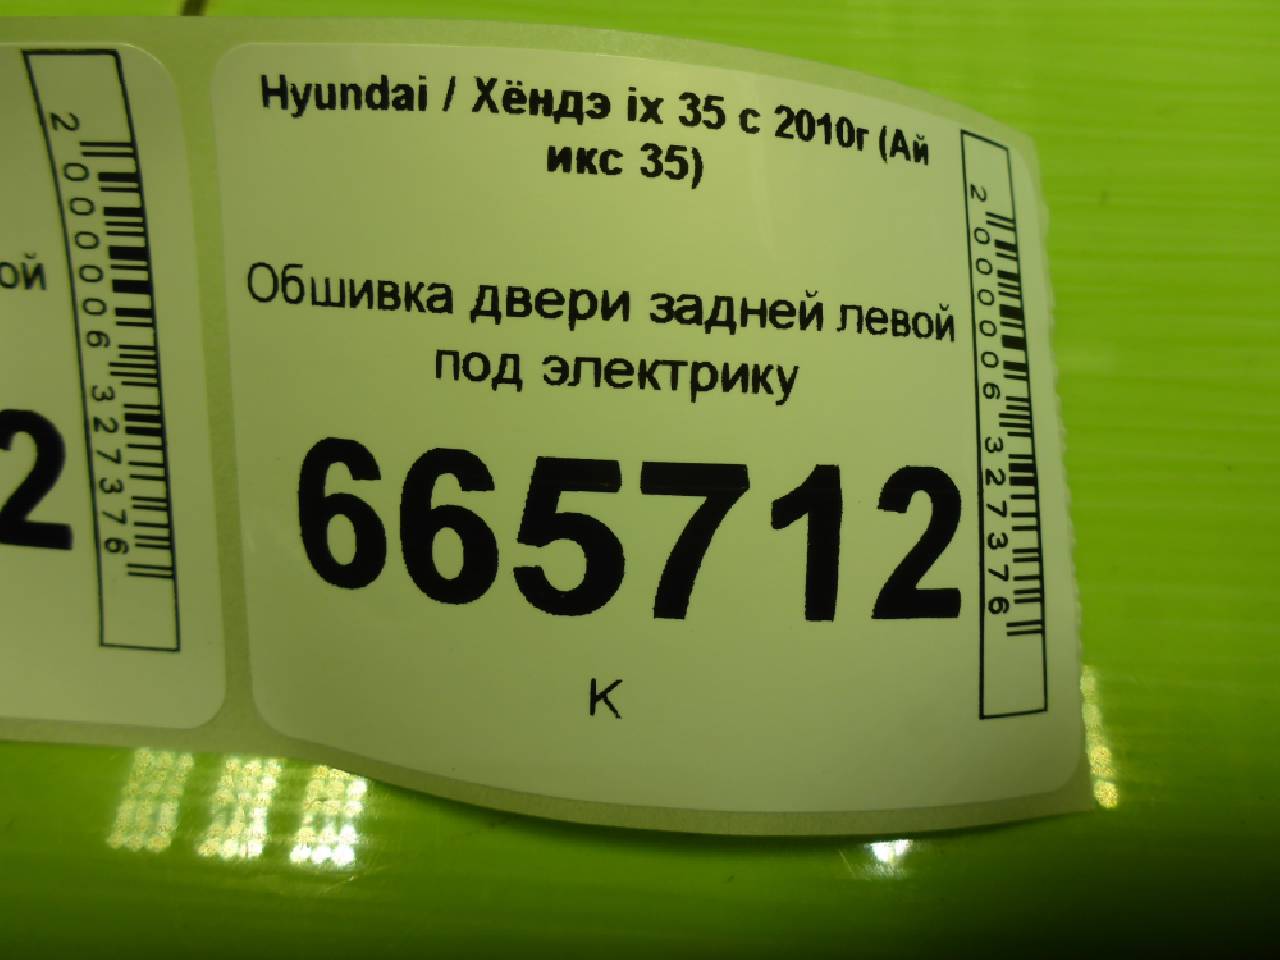 Hyundai / Хёндэ ix 35 с 2010г (Ай
икс 35)
Обшивка двери задней левой
под электрику
665712
К
2000006327376
ой
2
2000006327376